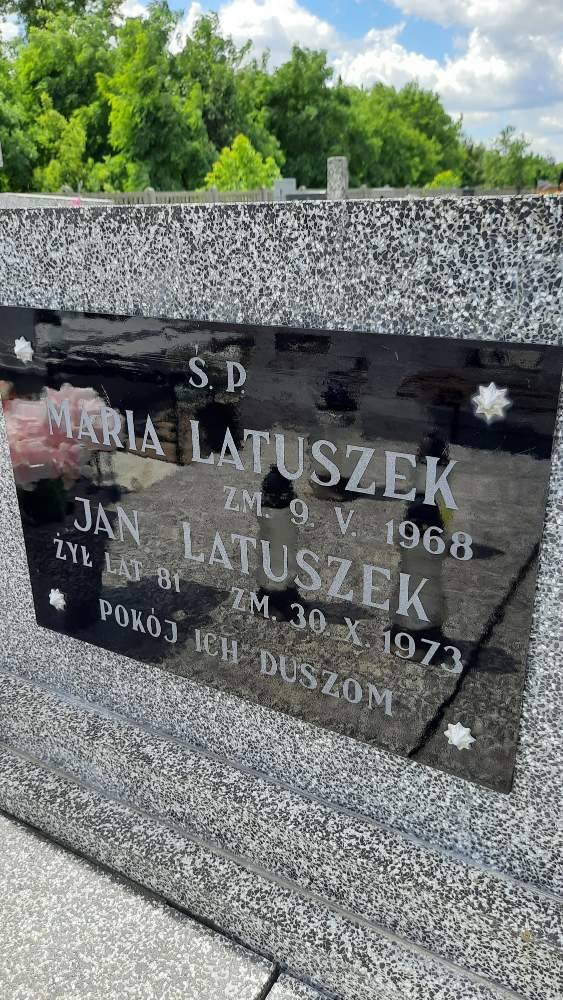 Ś. P.
MARIA LATUSZEK
ZM. 9. V. 1968
JAN LATUSZEK
ŻYŁ LAT 81 ZM. 30. X. 1973
POKÓJ ICH DUSZOM